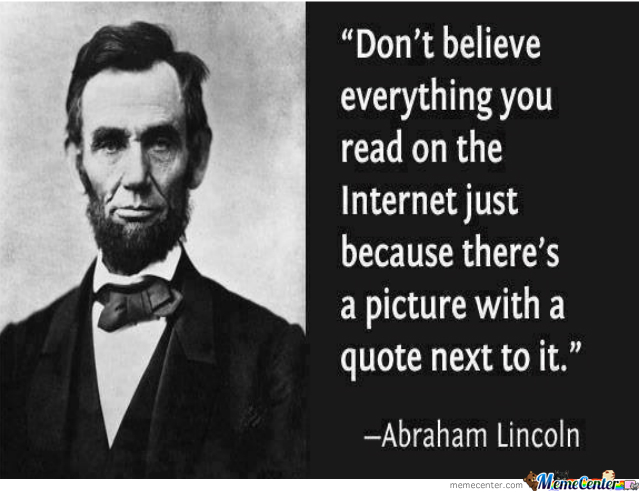 “Don’t believe
everything you
read on the
Internet just
because there’s
a picture with a
quote next to it.”
–Abraham Lincoln
memecenter.com MemeCenter